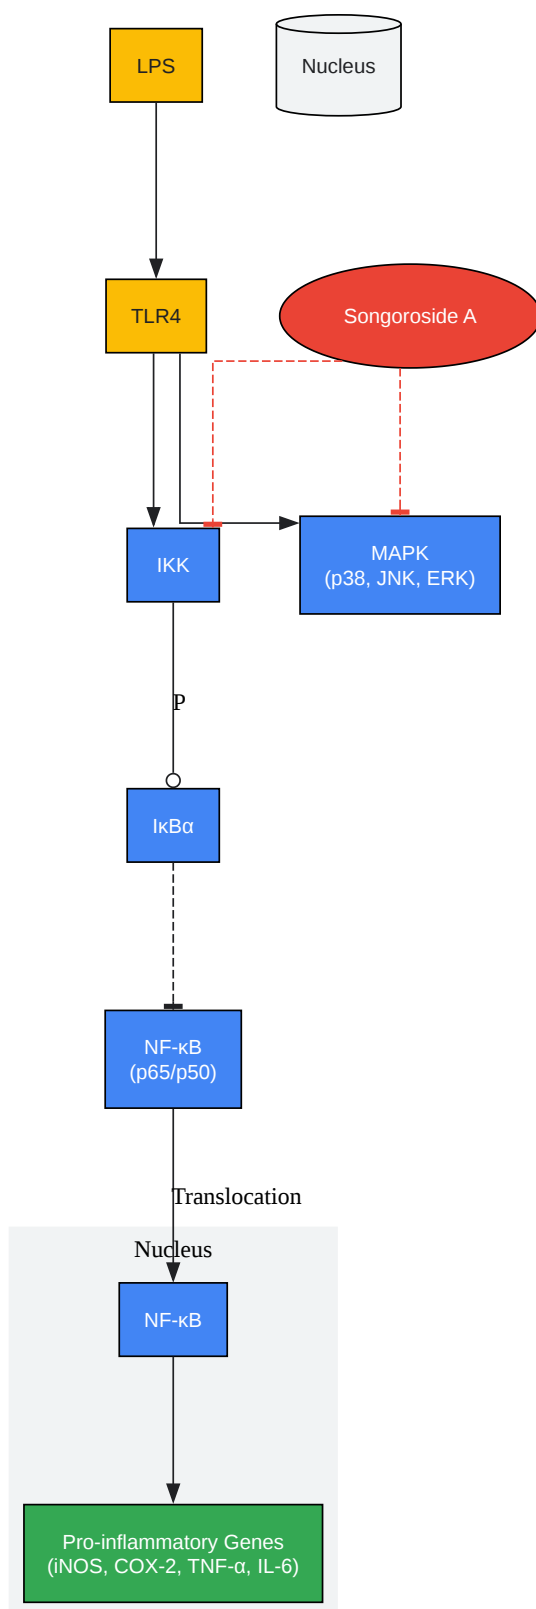 LPS
Nucleus
TLR4
Songoroside A
IKK
MAPK
(p38, JNK, ERK)
P
IκBα
NF-κB
(p65/p50)
Translocation
Nucleus
NF-κB
Pro-inflammatory Genes
(iNOS, COX-2, TNF-α, IL-6)